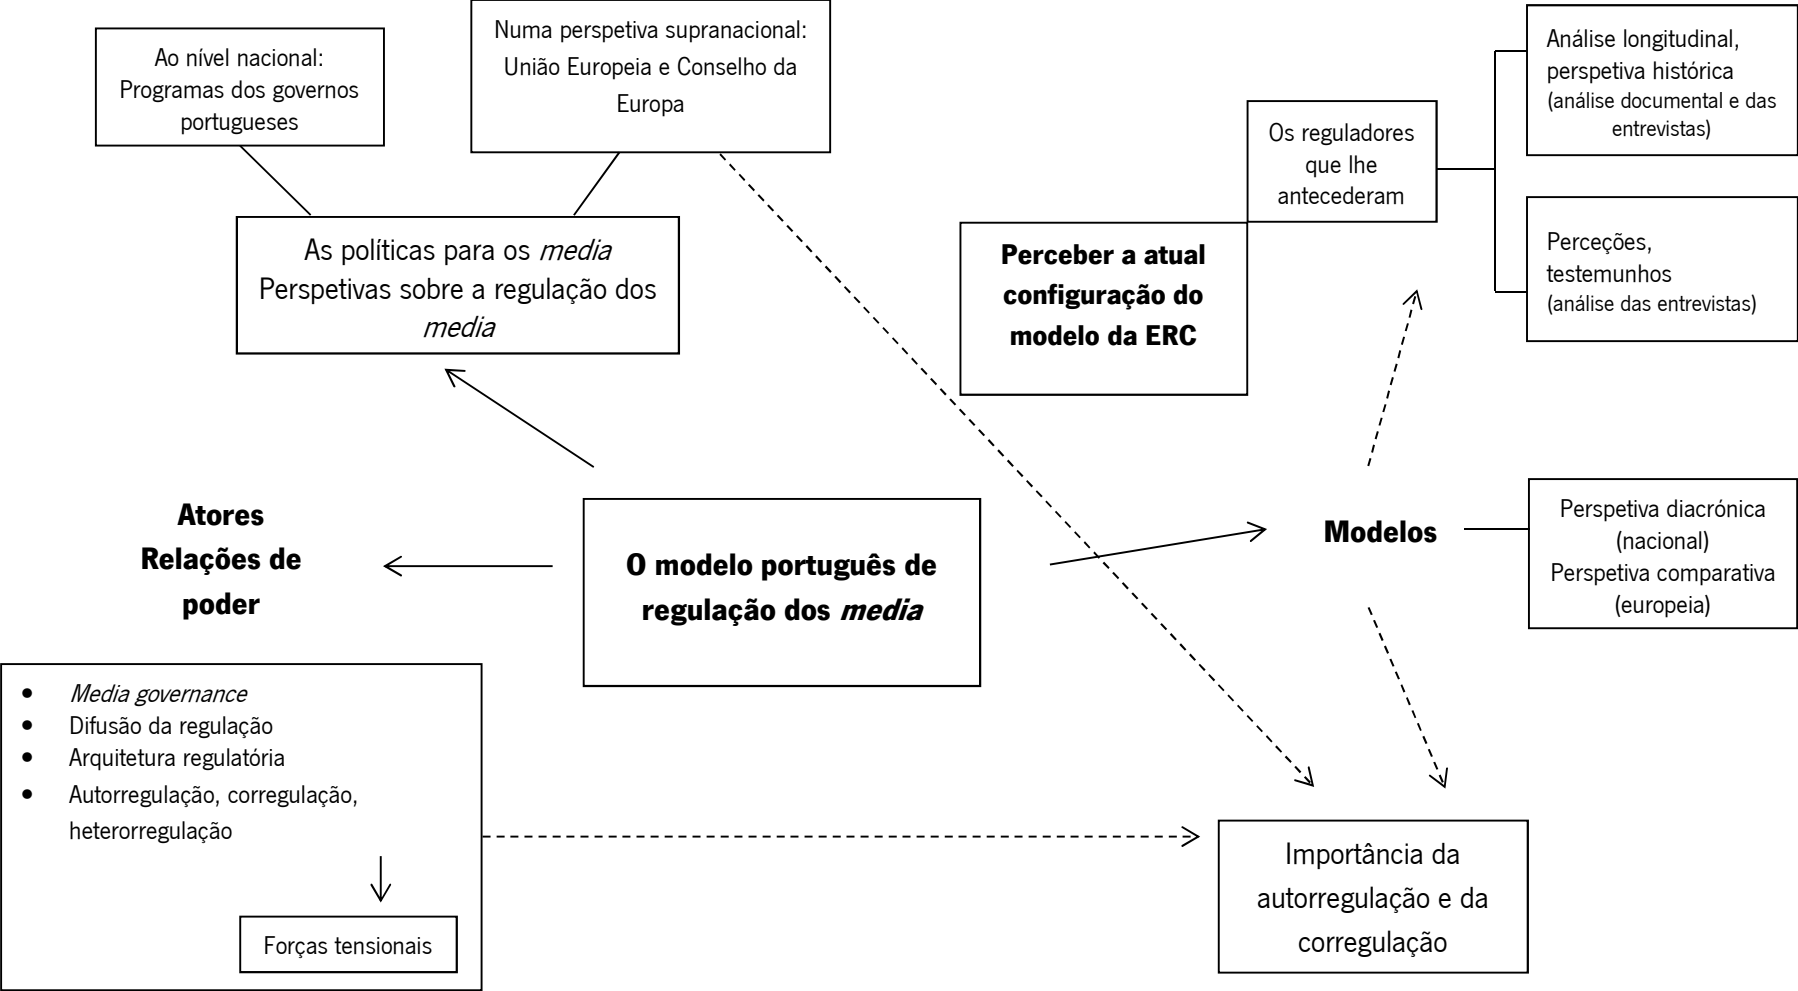 Ao nível nacional:
Programas dos governos
portugueses
Numa perspetiva supranacional:
União Europeia e Conselho da
Europa
As políticas para os media
Perspetivas sobre a regulação dos
media
Os reguladores
que lhe
antecederam
Análise longitudinal,
perspetiva histórica
(análise documental e das
entrevistas)
Perceções,
testemunhos
(análise das entrevistas)
Perceber a atual
configuração do
modelo da ERC
Atores
Relações de
poder
O modelo português de
regulação dos media
Modelos
Perspetiva diacrónica
(nacional)
Perspetiva comparativa
(europeia)
• Media governance
• Difusão da regulação
• Arquitetura regulatória
• Autorregulação, corregulação,
heterorregulação
Forças tensionais
Importância da
autorregulação e da
corregulação